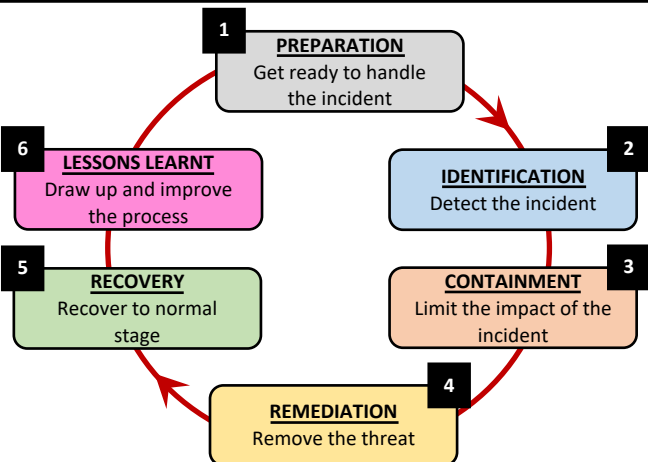 1
PREPARATION
Get ready to handle
the incident
2
IDENTIFICATION
Detect the incident
3
CONTAINMENT
Limit the impact of the
incident
4
REMEDIATION
Remove the threat
5
RECOVERY
Recover to normal
stage
6
LESSONS LEARNT
Draw up and improve
the process